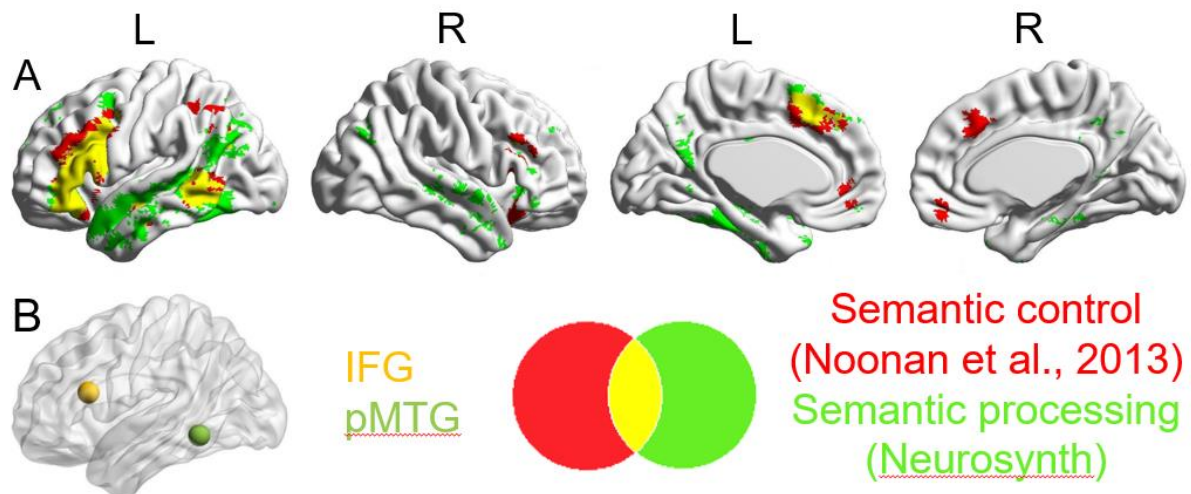 L R L R
A
B
IFG
pMTG
Semantic control
(Noonan et al., 2013)
Semantic processing
(Neurosynth)